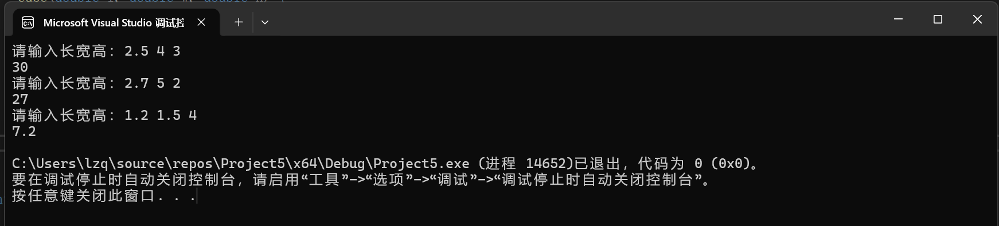 Microsoft Visual Studio 调试控
请输入长宽高：2.5 4 3
30
请输入长宽高：2.7 5 2
27
请输入长宽高：1.2 1.5 4
7.2
C:\Users\lzq\source\repos\Project5\x64\Debug\Project5.exe (进程 14652)已退出，代码为 0 (0x0)。
要在调试停止时自动关闭控制台，请启用“工具”->“选项”->“调试”->“调试停止时自动关闭控制台”。
按任意键关闭此窗口. . .